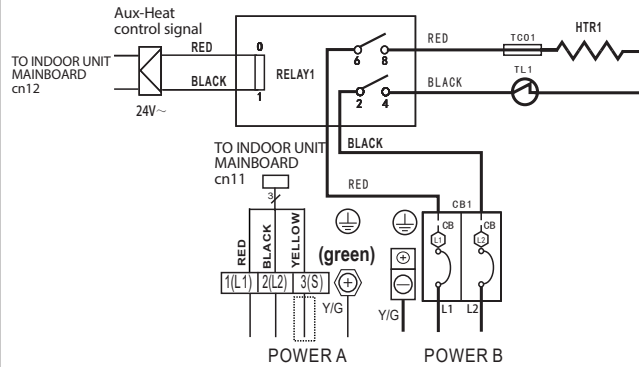 Aux-Heat
control signal
TO INDOOR UNIT
MAINBOARD
cn12
RED
BLACK
24V~
0
1
RELAY1
6 8
2 4
RED
BLACK
TCO1
HTR1
TL1
TO INDOOR UNIT
MAINBOARD
cn11
BLACK
RED
3
RED
BLACK
YELLOW
(green)
1(L1) 2(L2) 3(S)
Y/G
Y/G
CB1
CB CB
L1 L2
L1 L2
POWER A
POWER B